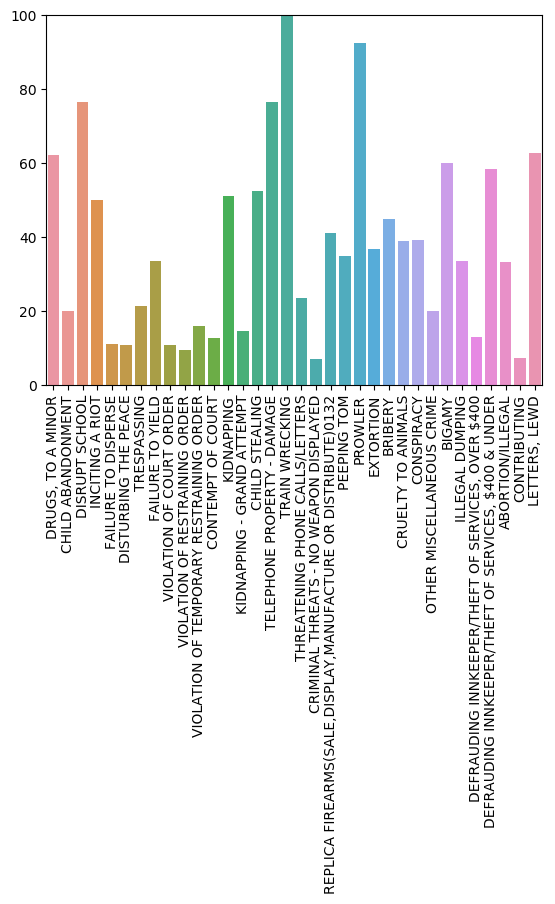 100
80
60
40
20
0
DRUGS, TO A MINOR
CHILD ABANDONMENT
DISRUPT SCHOOL
INCITING A RIOT
FAILURE TO DISPERSE
DISTURBING THE PEACE
TRESPASSING
FAILURE TO YIELD
VIOLATION OF COURT ORDER
VIOLATION OF RESTRAINING ORDER
VIOLATION OF TEMPORARY RESTRAINING ORDER
CONTEMPT OF COURT
KIDNAPPING
KIDNAPPING - GRAND ATTEMPT
CHILD STEALING
TELEPHONE PROPERTY - DAMAGE
TRAIN WRECKING
THREATENING PHONE CALLS/LETTERS
CRIMINAL THREATS - NO WEAPON DISPLAYED
REPLICA FIREARMS(SALE,DISPLAY,MANUFACTURE OR DISTRIBUTE)0132
PEEPING TOM
PROWLER
EXTORTION
BRIBERY
CRUELTY TO ANIMALS
CONSPIRACY
OTHER MISCELLANEOUS CRIME
BIGAMY
ILLEGAL DUMPING
DEFRAUDING INNKEEPER/THEFT OF SERVICES, OVER $400
DEFRAUDING INNKEEPER/THEFT OF SERVICES, $400 & UNDER
ABORTION/ILLEGAL
CONTRIBUTING
LETTERS, LEWD